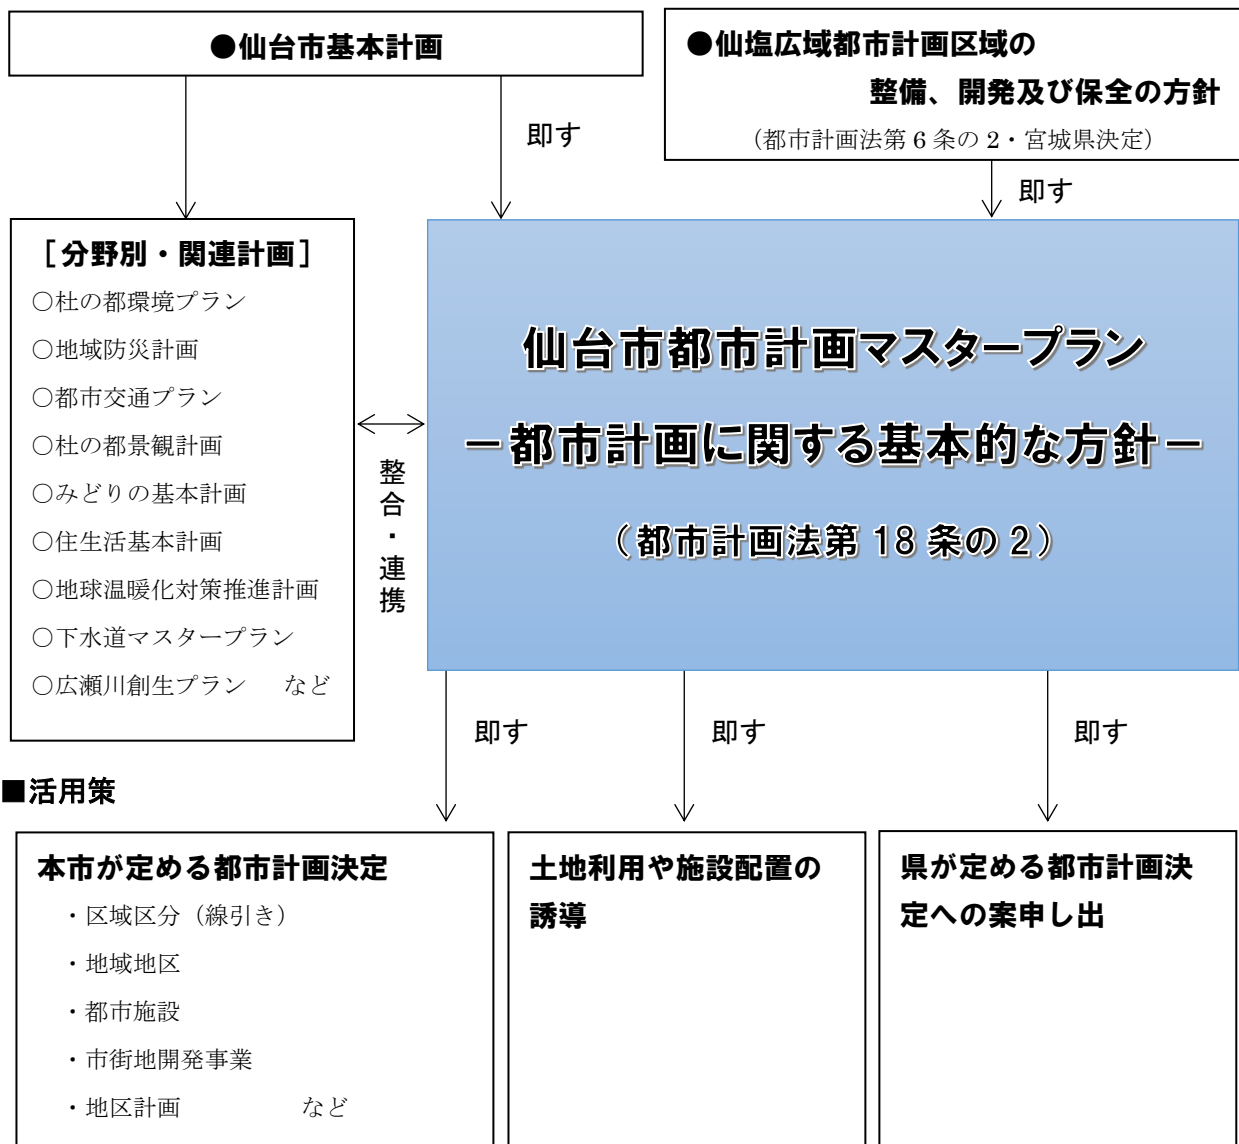 ●仙台市基本計画
●仙塩広域都市計画区域の
整備、開発及び保全の方針
（都市計画法第 6 条の 2・宮城県決定）
即す
即す
［分野別・関連計画］
○杜の都環境プラン
○地域防災計画
○都市交通プラン
○杜の都景観計画
○みどりの基本計画
○住生活基本計画
○地球温暖化対策推進計画
○下水道マスタープラン
○広瀬川創生プラン　など
整合・連携
仙台市都市計画マスタープラン
－都市計画に関する基本的な方針－
（都市計画法第 18 条の 2）
即す
即す
即す
■活用策
本市が定める都市計画決定
・区域区分（線引き）
・地域地区
・都市施設
・市街地開発事業
・地区計画　など
土地利用や施設配置の
誘導
県が定める都市計画決
定への案申し出